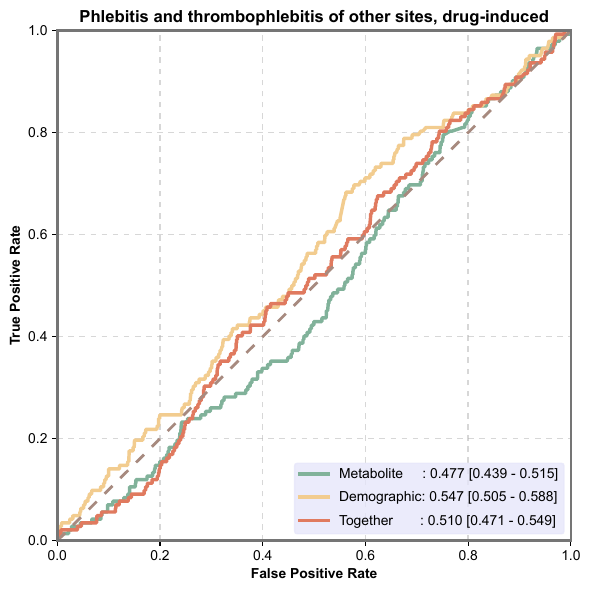 Phlebitis and thrombophlebitis of other sites, drug-induced
1.0
0.8
0.6
0.4
0.2
0.0
True Positive Rate
Metabolite : 0.477 [0.439 - 0.515]
Demographic: 0.547 [0.505 - 0.588]
Together : 0.510 [0.471 - 0.549]
0.0 0.2 0.4 0.6 0.8 1.0
False Positive Rate